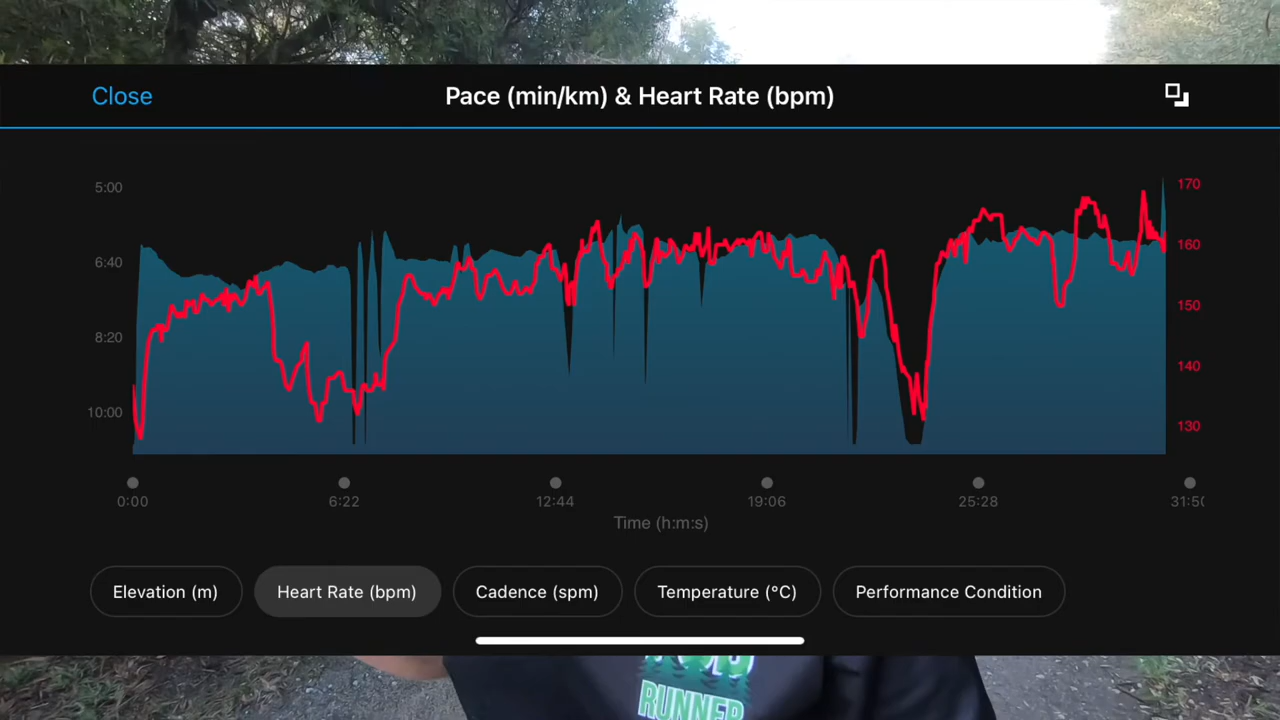 Close
Pace (min/km) & Heart Rate (bpm)
5:00
6:40
8:20
10:00
170
160
150
140
130
0:00
6:22
12:44
19:06
25:28
31:50
Time (h:m:s)
Elevation (m)
Heart Rate (bpm)
Cadence (spm)
Temperature (°C)
Performance Condition
RUNNER